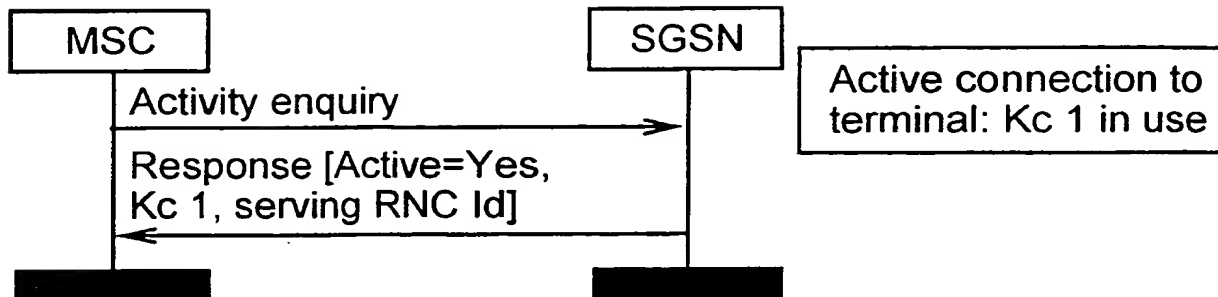 MSC
SGSN
Active connection to
terminal: Kc 1 in use
Activity enquiry
Response [Active=Yes,
Kc 1, serving RNC Id]